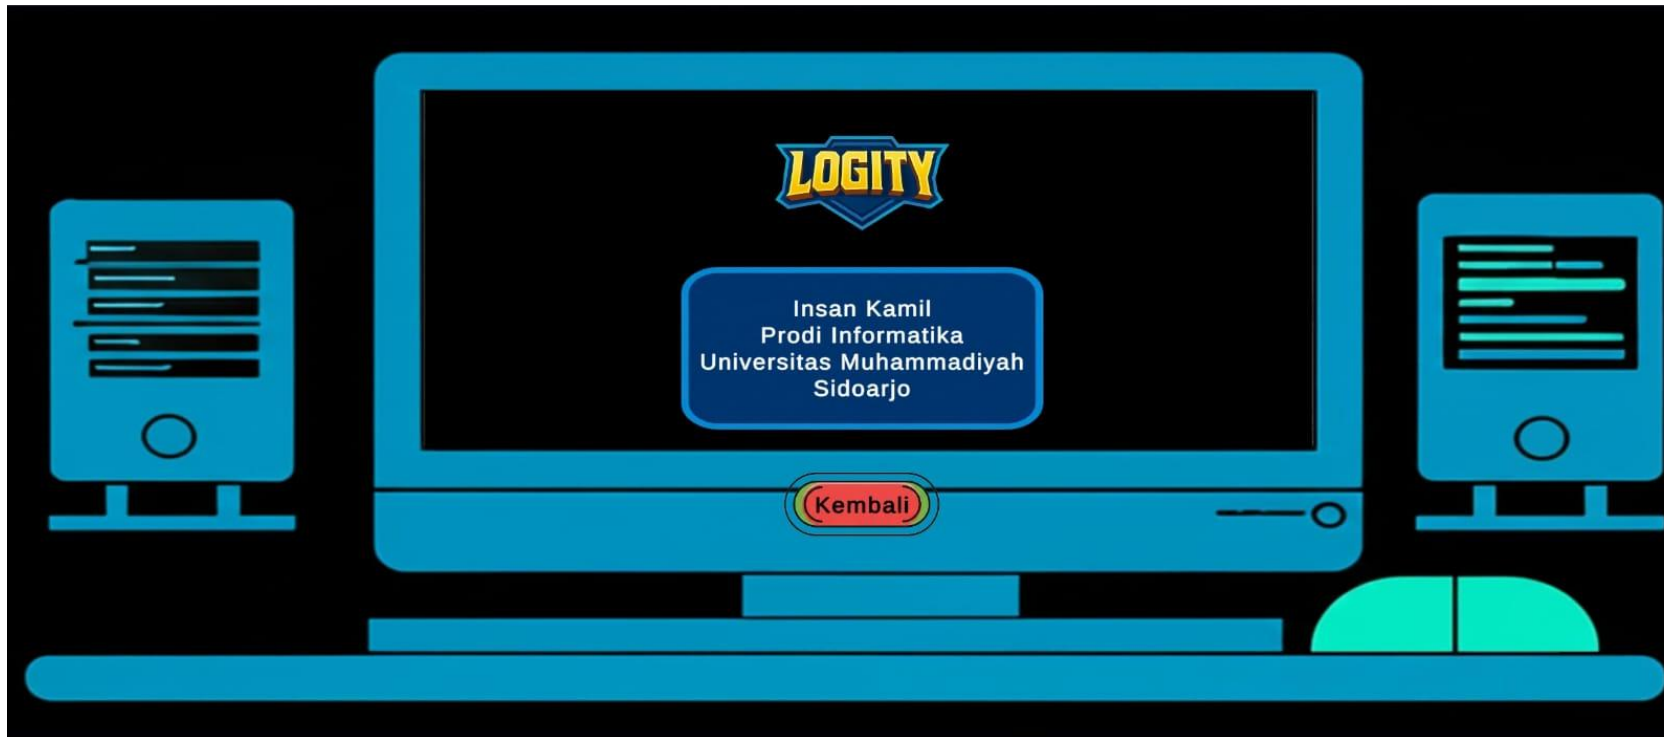 LOGITY
Insan Kamil
Prodi Informatika
Universitas Muhammadiyah
Sidoarjo
Kembali